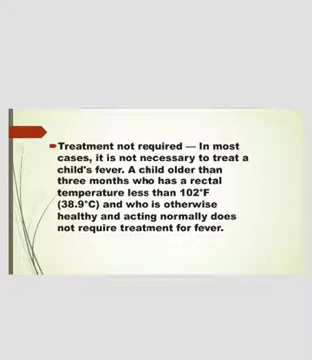 Treatment not required — In most
cases, it is not necessary to treat a
child's fever. A child older than
three months who has a rectal
temperature less than 102°F
(38.9°C) and who is otherwise
healthy and acting normally does
not require treatment for fever.